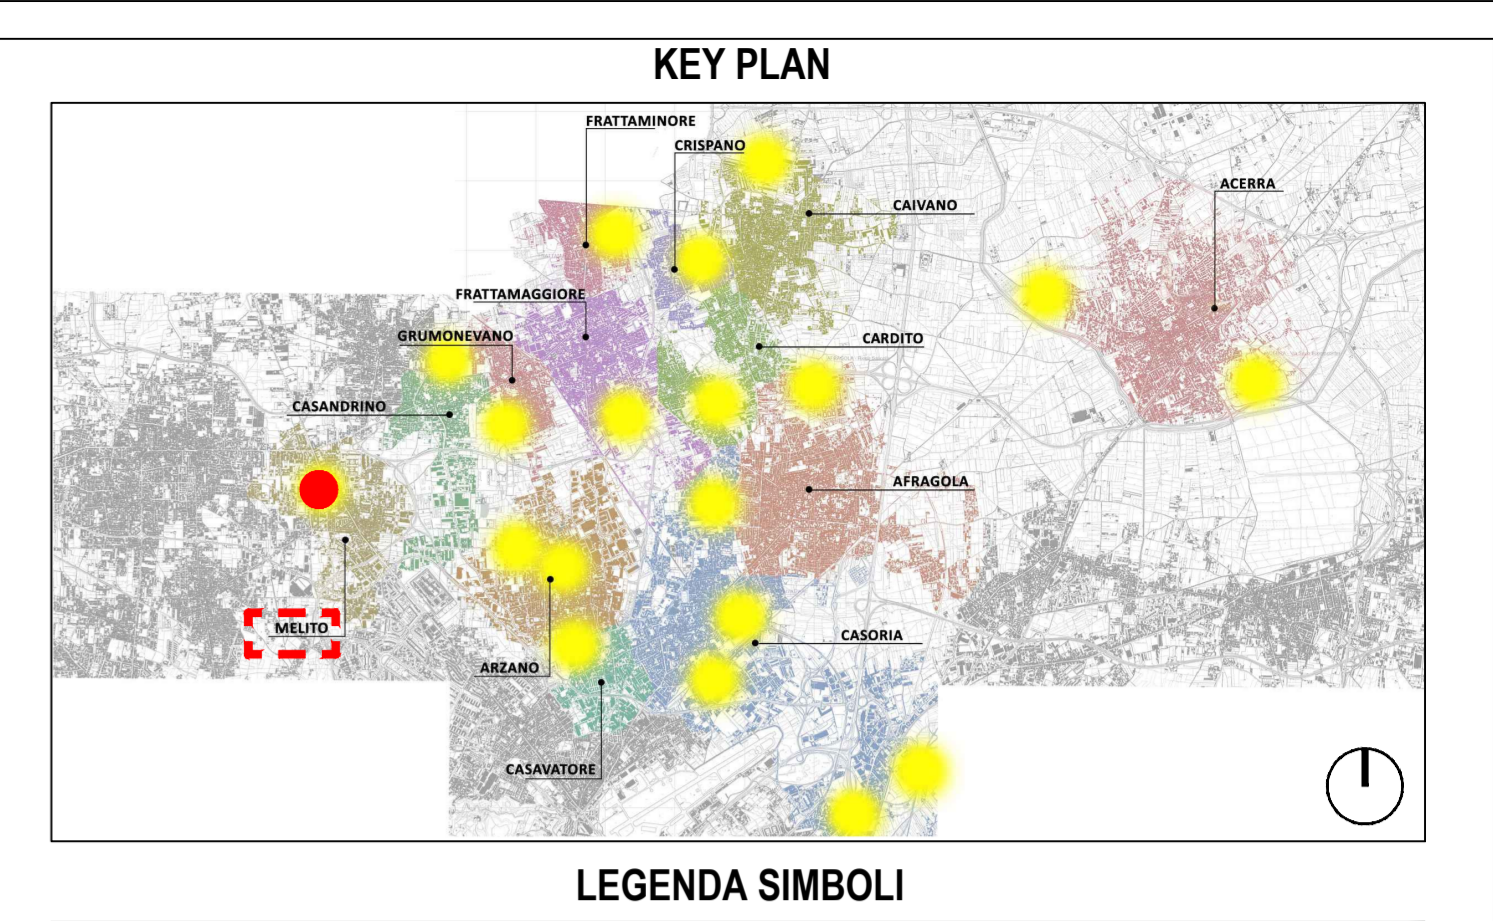 KEY PLAN
FRATTAMINORE
CRISPANO
ACERRA
CAIVANO
FRATTAMAGGIORE
GRUMONEVANO
CARDITO
CASANDRINO
AFRAGOLA
MELITO
CASORIA
ARZANO
CASAVATORE
LEGENDA SIMBOLI